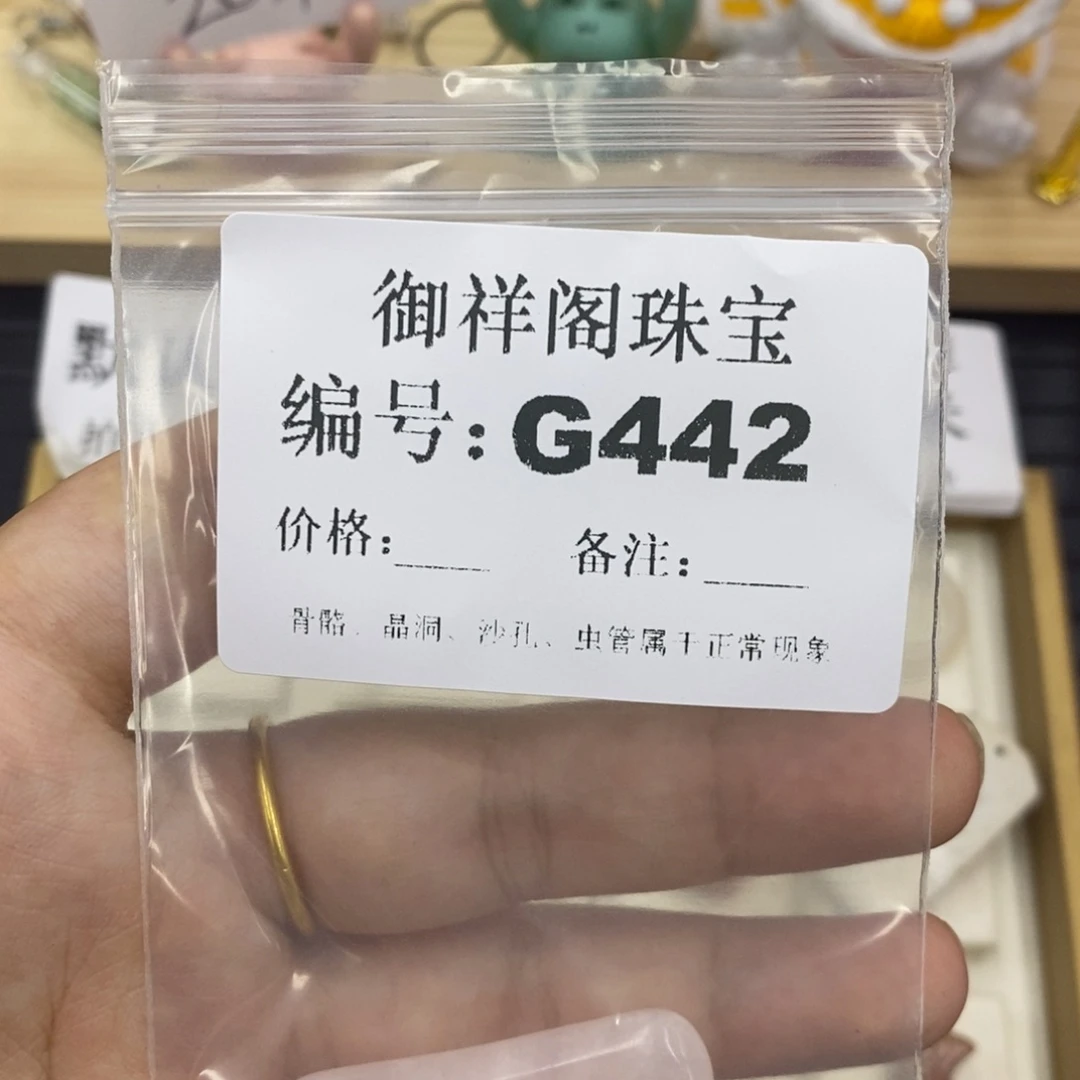 御祥阁珠宝
编号:G442
价格:____ 备注:____
骨骼、晶洞、沙孔、虫管属于正常现象